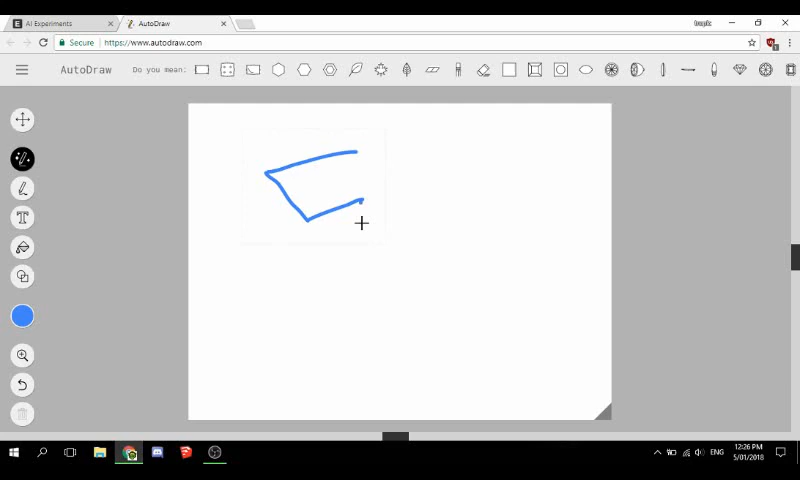 AI Experiments
AutoDraw
tropic
Secure
https://www.autodraw.com
AutoDraw
Do you mean:
T
ENG
12:26 PM
5/01/2018